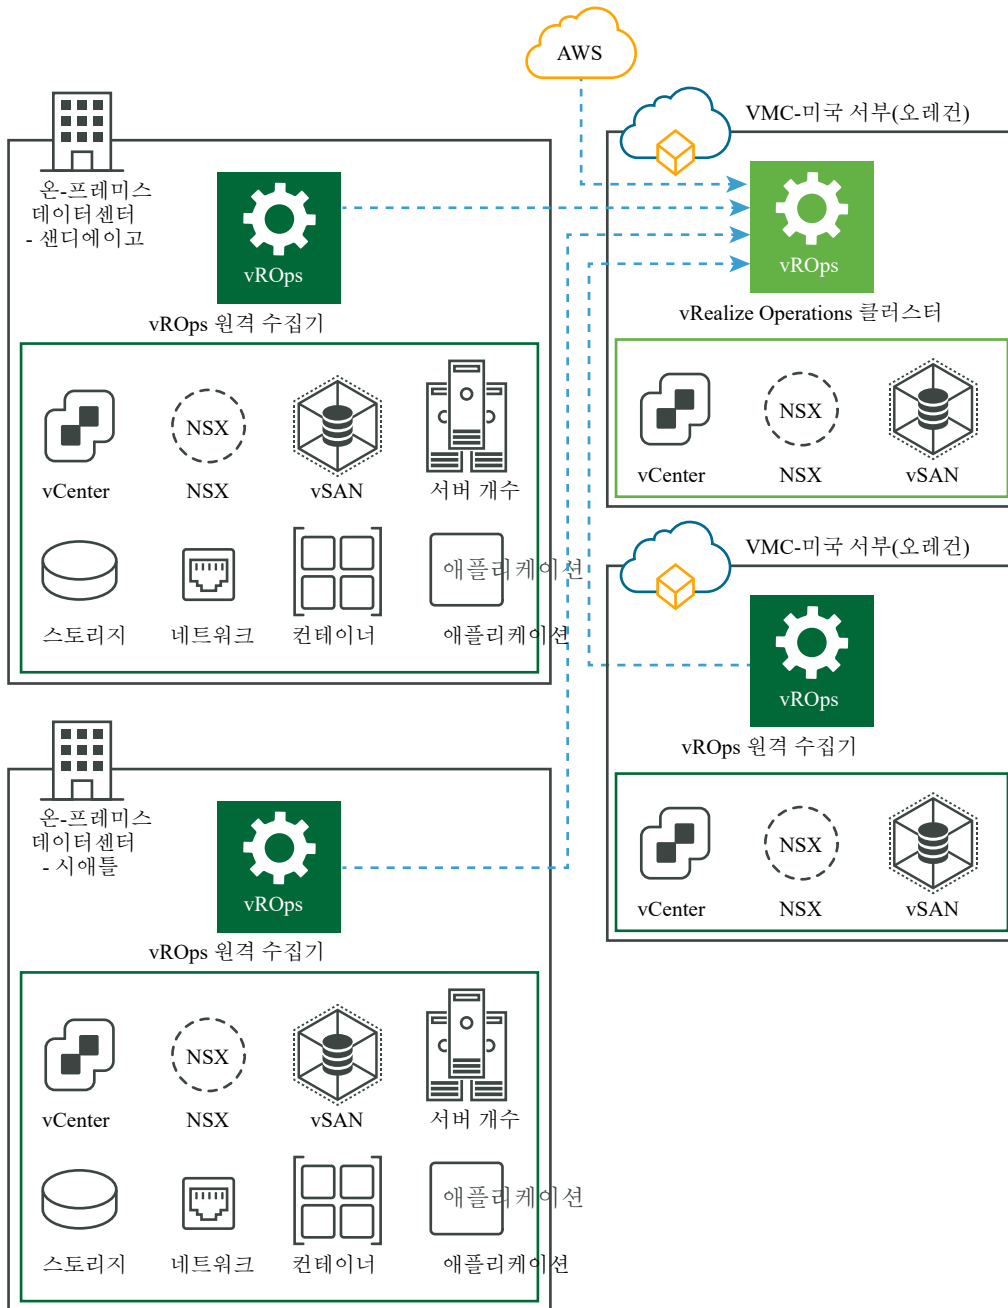 AWS
온-프레미스
데이터센터
- 샌디에이고
vROps
vROps 원격 수집기
NSX
vCenter
NSX
vSAN
서버 개수
애플리케이션
스토리지
네트워크
컨테이너
애플리케이션
VMC-미국 서부(오레건)
vROps
vRealize Operations 클러스터
NSX
vCenter
NSX
vSAN
VMC-미국 서부(오레건)
vROps
vROps 원격 수집기
NSX
vCenter
NSX
vSAN
온-프레미스
데이터센터
- 시애틀
vROps
vROps 원격 수집기
NSX
vCenter
NSX
vSAN
서버 개수
애플리케이션
스토리지
네트워크
컨테이너
애플리케이션